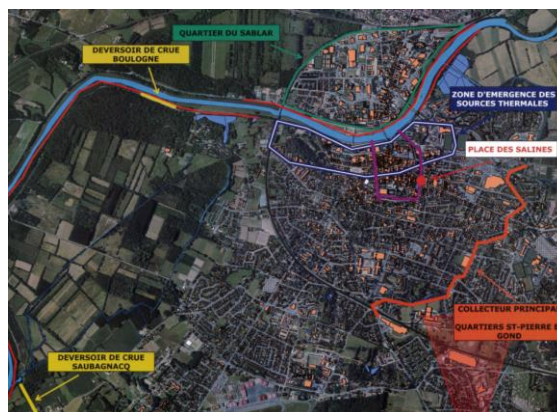 QUARTIER DU SABLAR
DEVERSOIR DE CRUE
BOULOGNE
ZONE D'EMERGENCE DES
SOURCES THERMALES
PLACE DES SALINES
COLLECTEUR PRINCIPA
QUARTIERS ST-PIERRE E
GOND
DEVERSOIR DE CRUE
SAUBAGNACQ